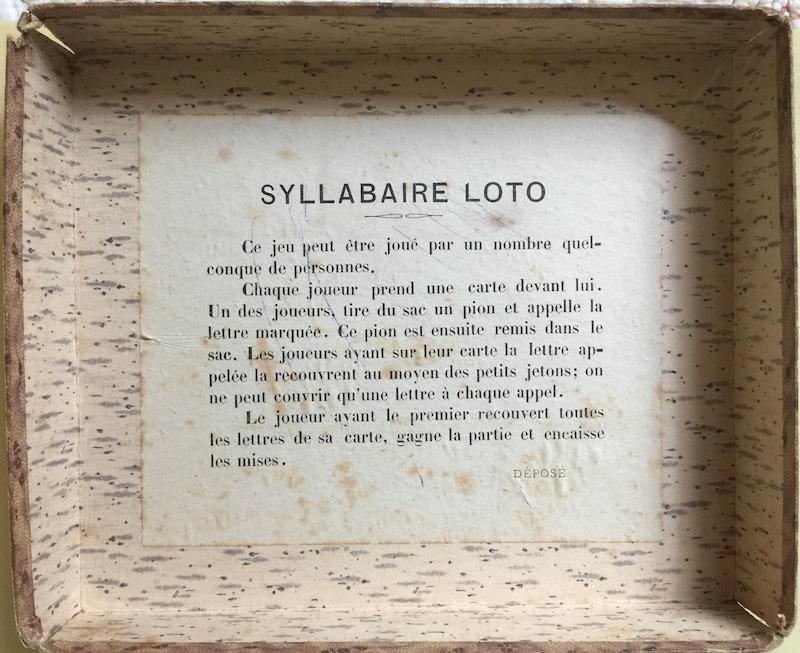 SYLLABAIRE LOTO
Ce jeu peut être joué par un nombre quel-
conque de personnes.
Chaque joueur prend une carte devant lui.
Un des joueurs, tire du sac un pion et appelle la
lettre marquée. Ce pion est ensuite remis dans le
sac. Les joueurs ayant sur leur carte la lettre ap-
pelée la recouvrent au moyen des petits jetons; on
ne peut couvrir qu'une lettre à chaque appel.
Le joueur ayant le premier recouvert toutes
les lettres de sa carte, gagne la partie et encaisse
les mises.
DÉPOSÉ